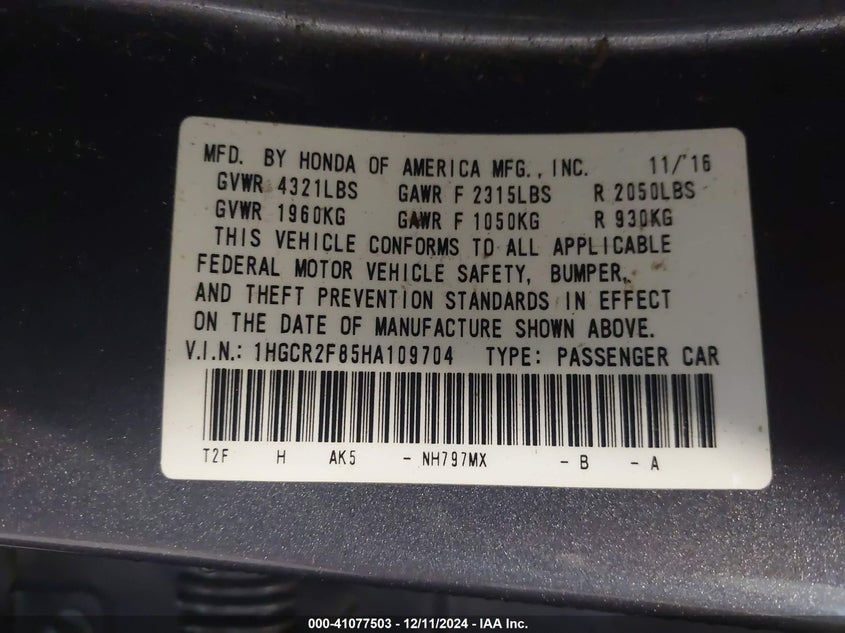 MFD. BY HONDA OF AMERICA MFG., INC. 11/'16
GVWR 4321LBS GAWR F 2315LBS R 2050LBS
GVWR 1960KG GAWR F 1050KG R 930KG
THIS VEHICLE CONFORMS TO ALL APPLICABLE
FEDERAL MOTOR VEHICLE SAFETY, BUMPER,
AND THEFT PREVENTION STANDARDS IN EFFECT
ON THE DATE OF MANUFACTURE SHOWN ABOVE.
V.I.N.: 1HGCR2F85HA109704 TYPE: PASSENGER CAR
T2F H AK5 - NH797MX - B - A
000-41077503 - 12/11/2024 - IAA Inc.